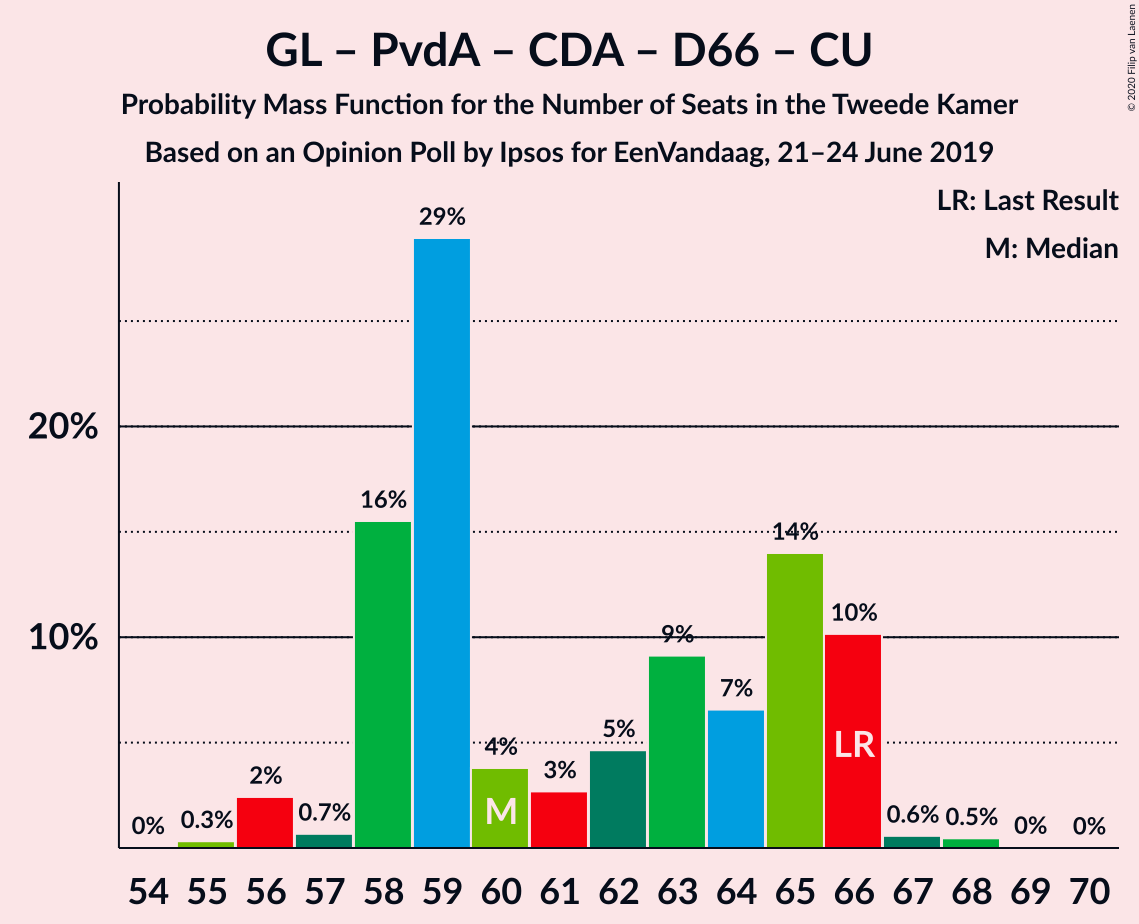 GL – PvdA – CDA – D66 – CU
Probability Mass Function for the Number of Seats in the Tweede Kamer
Based on an Opinion Poll by Ipsos for EenVandaag, 21–24 June 2019
© 2020 Filip van Laenen
LR: Last Result
M: Median
29%
20%
16%
14%
10%
10%
9%
7%
5%
4%
3%
2%
0.7%
0.3%
0%
0.6%
0.5%
0%
0%
LR
M
54 55 56 57 58 59 60 61 62 63 64 65 66 67 68 69 70